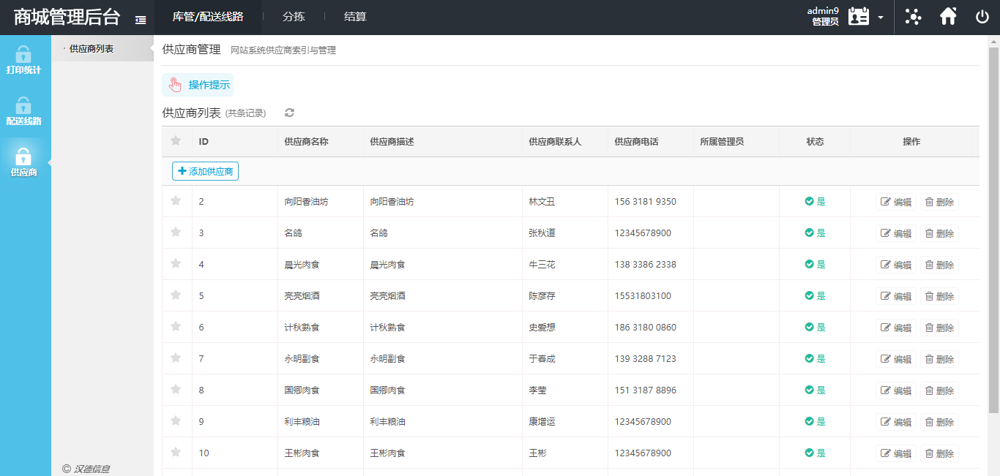 商城管理后台 库管/配送线路 分拣 结算 admin9
管理员
打印统计
配送线路
供应商
· 供应商列表
© 汉德信息
供应商管理 网站系统供应商索引与管理
操作提示
供应商列表 (共条记录)
ID 供应商名称 供应商描述 供应商联系人 供应商电话 所属管理员 状态 操作
添加供应商
2 向阳香油坊 向阳香油坊 林文丑 156 3181 9350 是 编辑 删除
3 名鸽 名鸽 张秋道 12345678900 是 编辑 删除
4 晨光肉食 晨光肉食 牛三花 138 3386 2338 是 编辑 删除
5 亮亮烟酒 亮亮烟酒 陈彦存 15531803100 是 编辑 删除
6 计秋熟食 计秋熟食 史爱想 186 3180 0860 是 编辑 删除
7 永明副食 永明副食 于春成 139 3288 7123 是 编辑 删除
8 国卿肉食 国卿肉食 李莹 151 3187 8896 是 编辑 删除
9 利丰粮油 利丰粮油 康增运 12345678900 是 编辑 删除
10 王彬肉食 王彬肉食 王彬 12345678900 是 编辑 删除